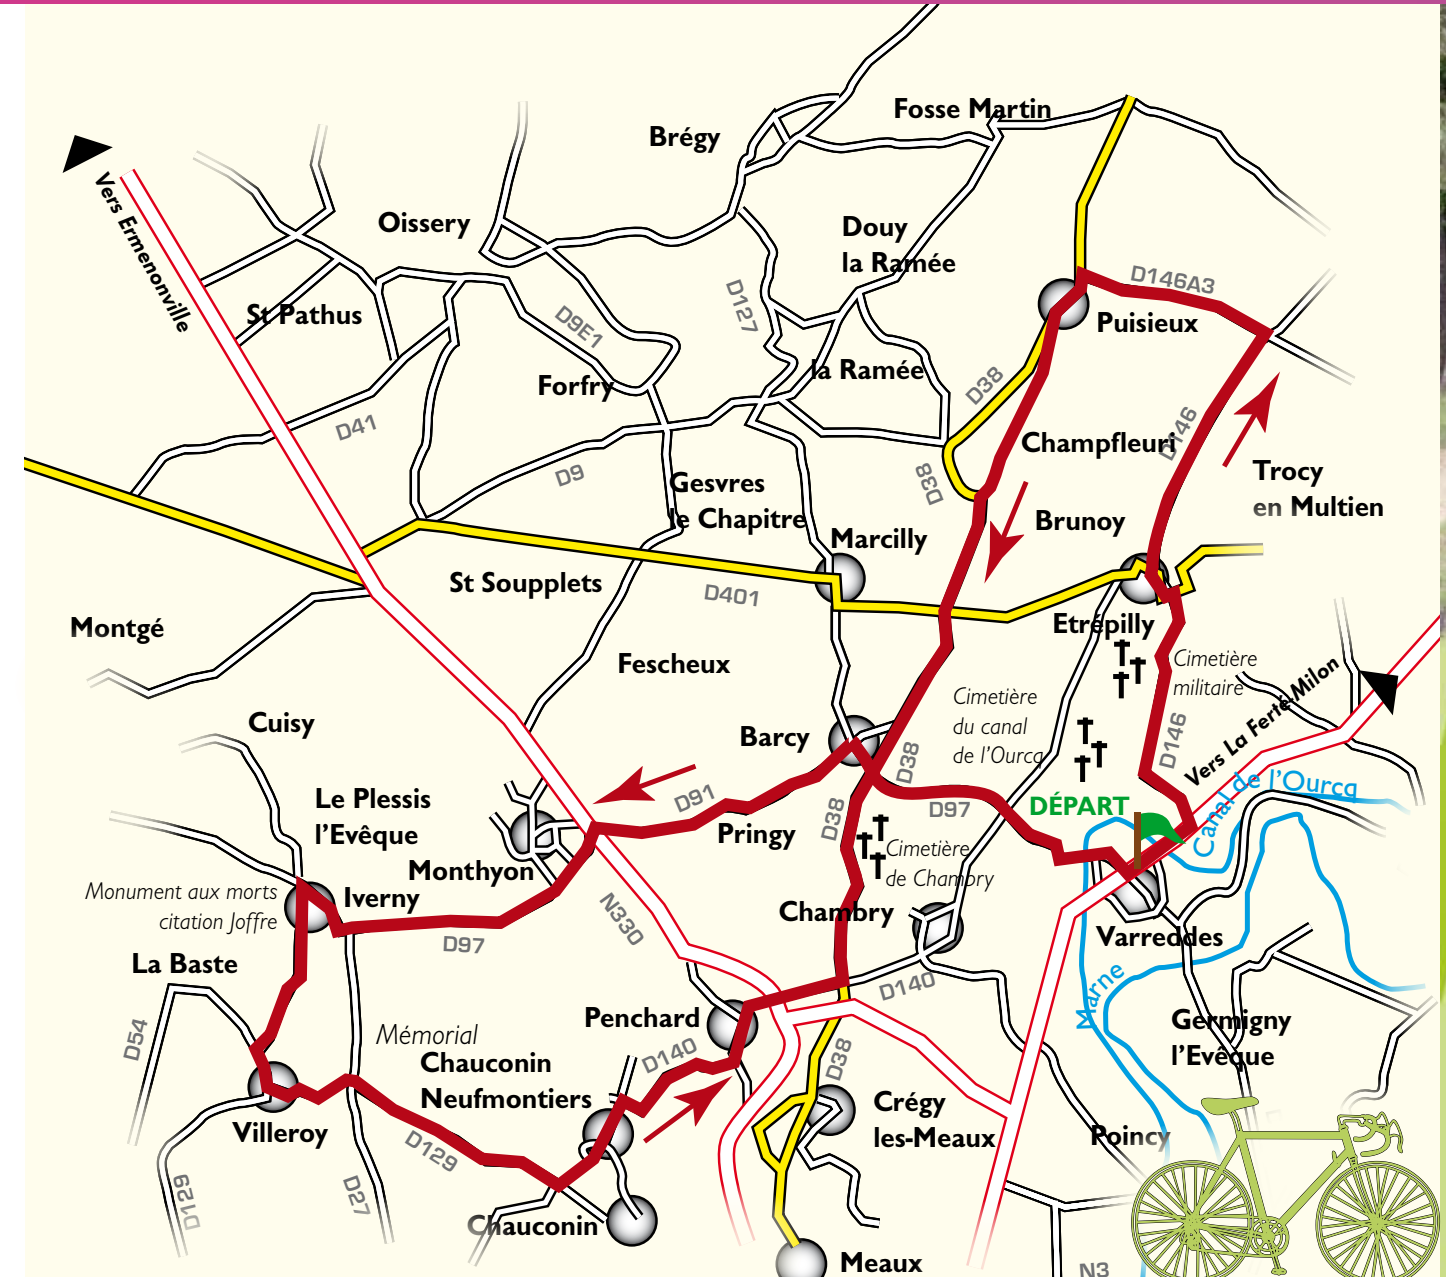 Fosse Martin
Brégy
Vers Ermenonville
Oissery
Douy
la Ramée
D146A3
St Pathus
D127
D9E1
Puisieux
la Ramée
Forfry
D38
D41
D146
Champfleuri
D9
D38
Trocy
en Multien
Gesvres
le Chapitre
Brunoy
Marcilly
St Soupplets
D401
Etrépilly
Montgé
Fescheux
Cimetière
militaire
Vers La Ferté-Milon
Cimetière
du canal
de l'Ourcq
Cuisy
Barcy
D38
D146
Canal de l'Ourcq
Le Plessis
l'Evêque
D91
DÉPART
D97
Pringy
D38
Cimetière
de Chambry
Monthyon
Monument aux morts
citation Joffre
Iverny
N330
Chambry
D97
Varreddes
La Baste
D140
Marne
Penchard
Germigny
l'Evêque
D54
Mémorial
D140
D38
Chauconin
Neufmontiers
Crégy
les-Meaux
Villeroy
D129
Poincy
D129
D27
Chauconin
Meaux
N3